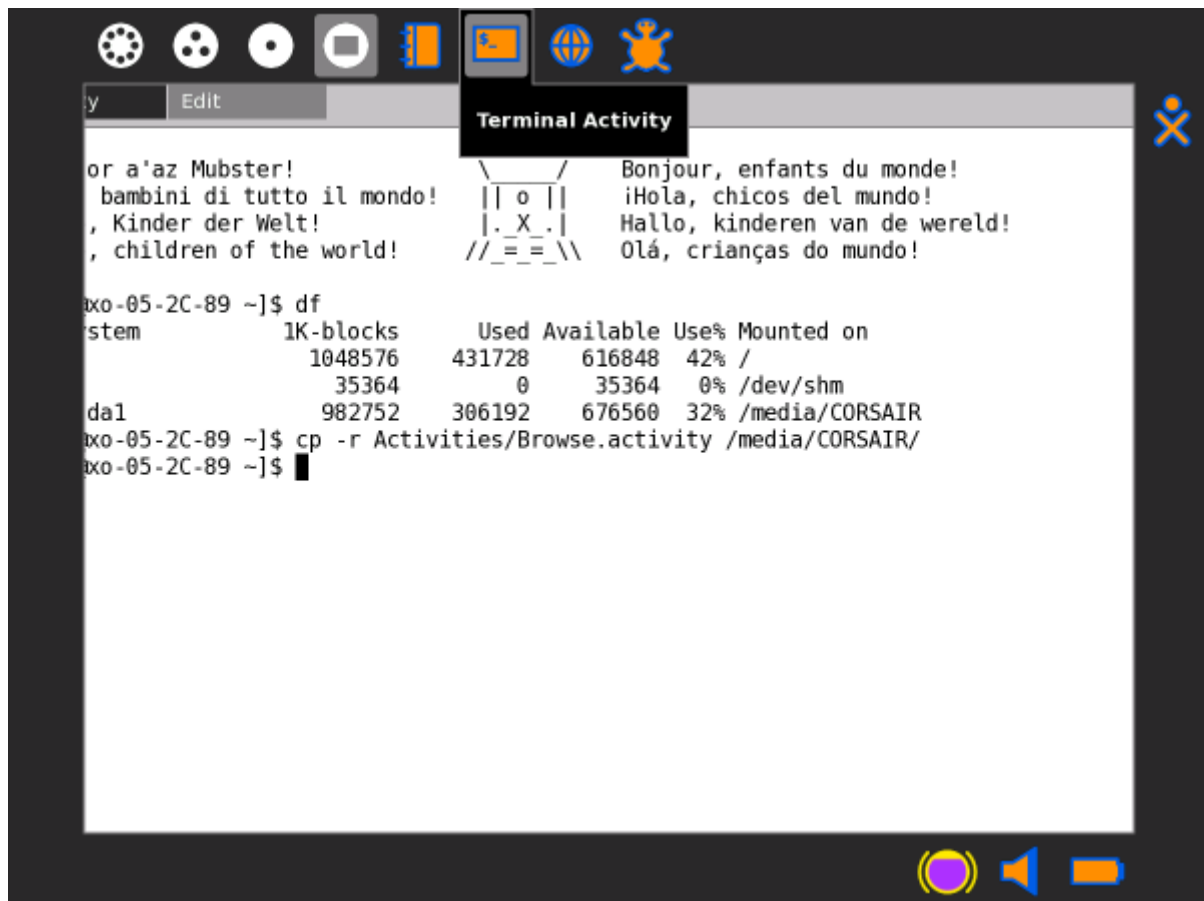 $_
y Edit
Terminal Activity
or a'az Mubster! \_____/ Bonjour, enfants du monde!
bambini di tutto il mondo! || o || ¡Hola, chicos del mundo!
, Kinder der Welt! |._X_.| Hallo, kinderen van de wereld!
, children of the world! //_=_=_\\ Olá, crianças do mundo!
xo-05-2C-89 ~]$ df
stem 1K-blocks Used Available Use% Mounted on
1048576 431728 616848 42% /
35364 0 35364 0% /dev/shm
da1 982752 306192 676560 32% /media/CORSAIR
xo-05-2C-89 ~]$ cp -r Activities/Browse.activity /media/CORSAIR/
xo-05-2C-89 ~]$